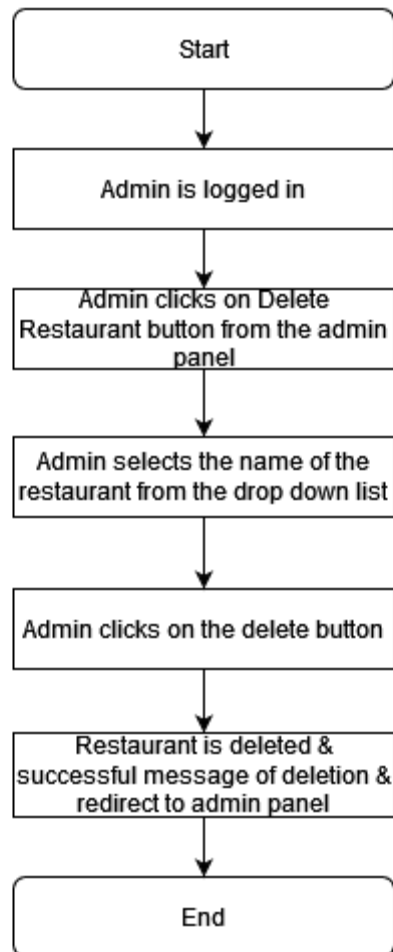 Start
Admin is logged in
Admin clicks on Delete
Restaurant button from the admin
panel
Admin selects the name of the
restaurant from the drop down list
Admin clicks on the delete button
Restaurant is deleted &
successful message of deletion &
redirect to admin panel
End